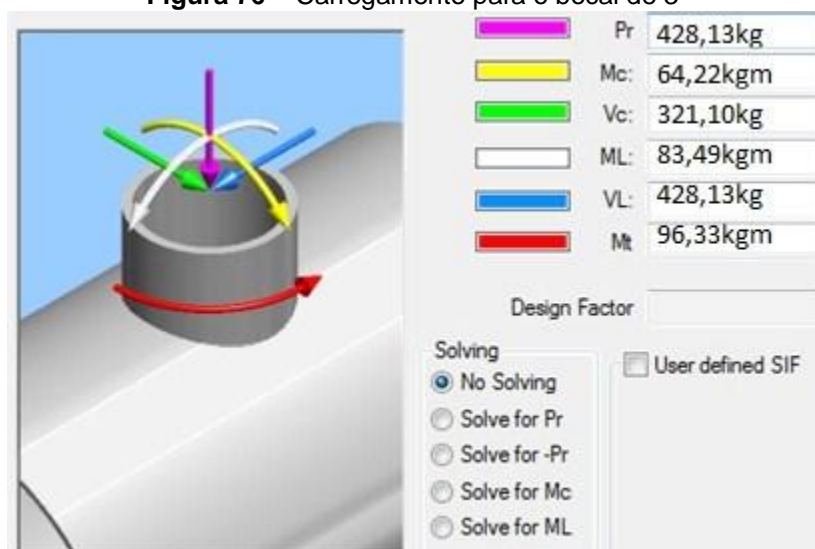 Pr 428,13kg
Mc: 64,22kgm
Vc: 321,10kg
ML: 83,49kgm
VL: 428,13kg
Mt 96,33kgm
Design Factor
Solving
User defined SIF
No Solving
Solve for Pr
Solve for -Pr
Solve for Mc
Solve for ML